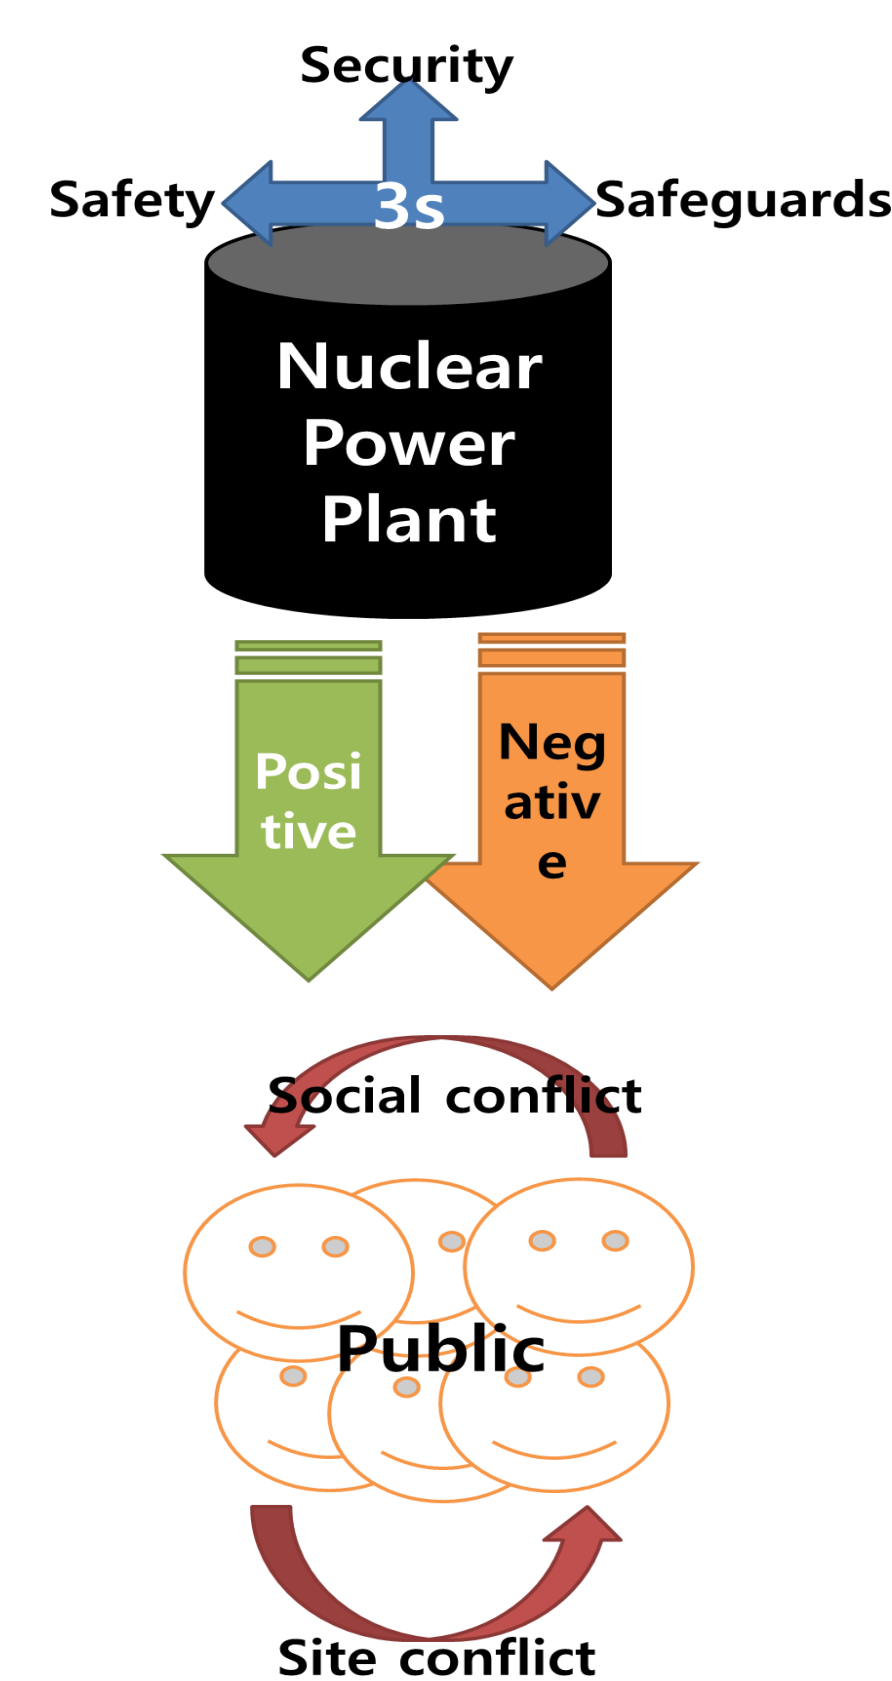 Security
Safety
3s
Safeguards
Nuclear
Power
Plant
Posi
tive
Neg
ativ
e
Social conflict
Public
Site conflict